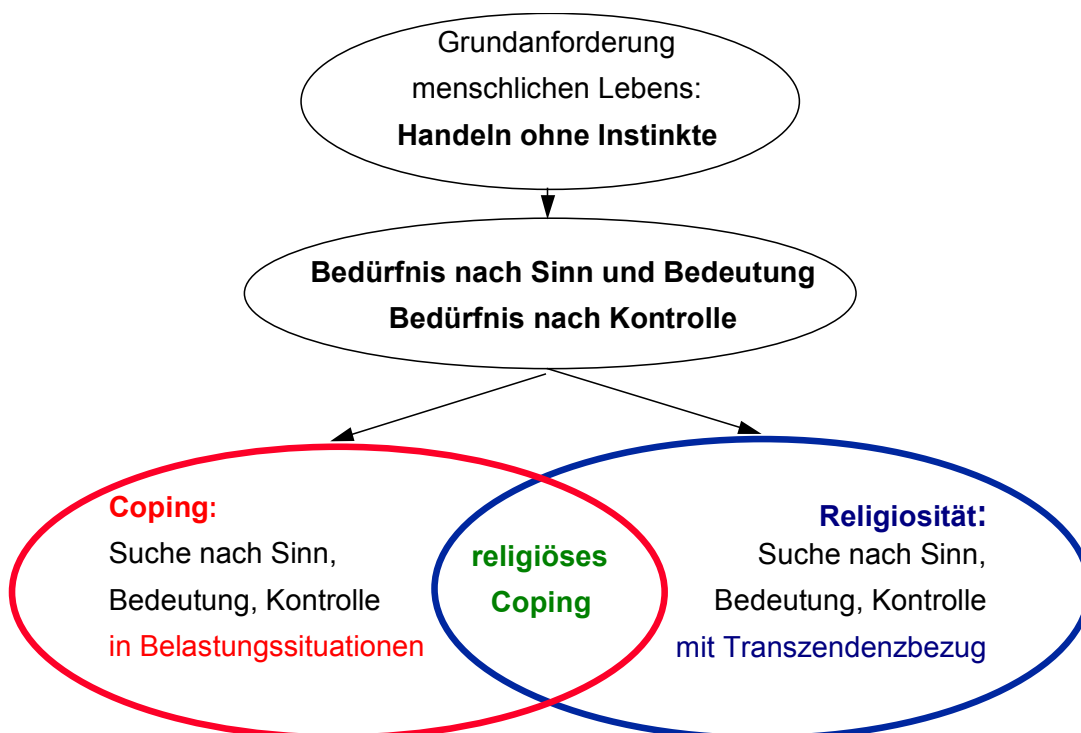 Grundanforderung
menschlichen Lebens:
Handeln ohne Instinkte
Bedürfnis nach Sinn und Bedeutung
Bedürfnis nach Kontrolle
Coping:
Suche nach Sinn,
Bedeutung, Kontrolle
in Belastungssituationen
religiöses
Coping
Religiosität:
Suche nach Sinn,
Bedeutung, Kontrolle
mit Transzendenzbezug